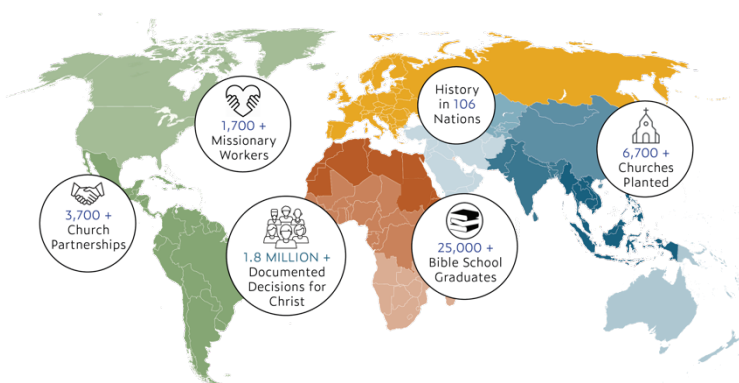 1,700 +
Missionary
Workers
History
in 106
Nations
6,700 +
Churches
Planted
3,700 +
Church
Partnerships
1.8 MILLION +
Documented
Decisions for
Christ
25,000 +
Bible School
Graduates